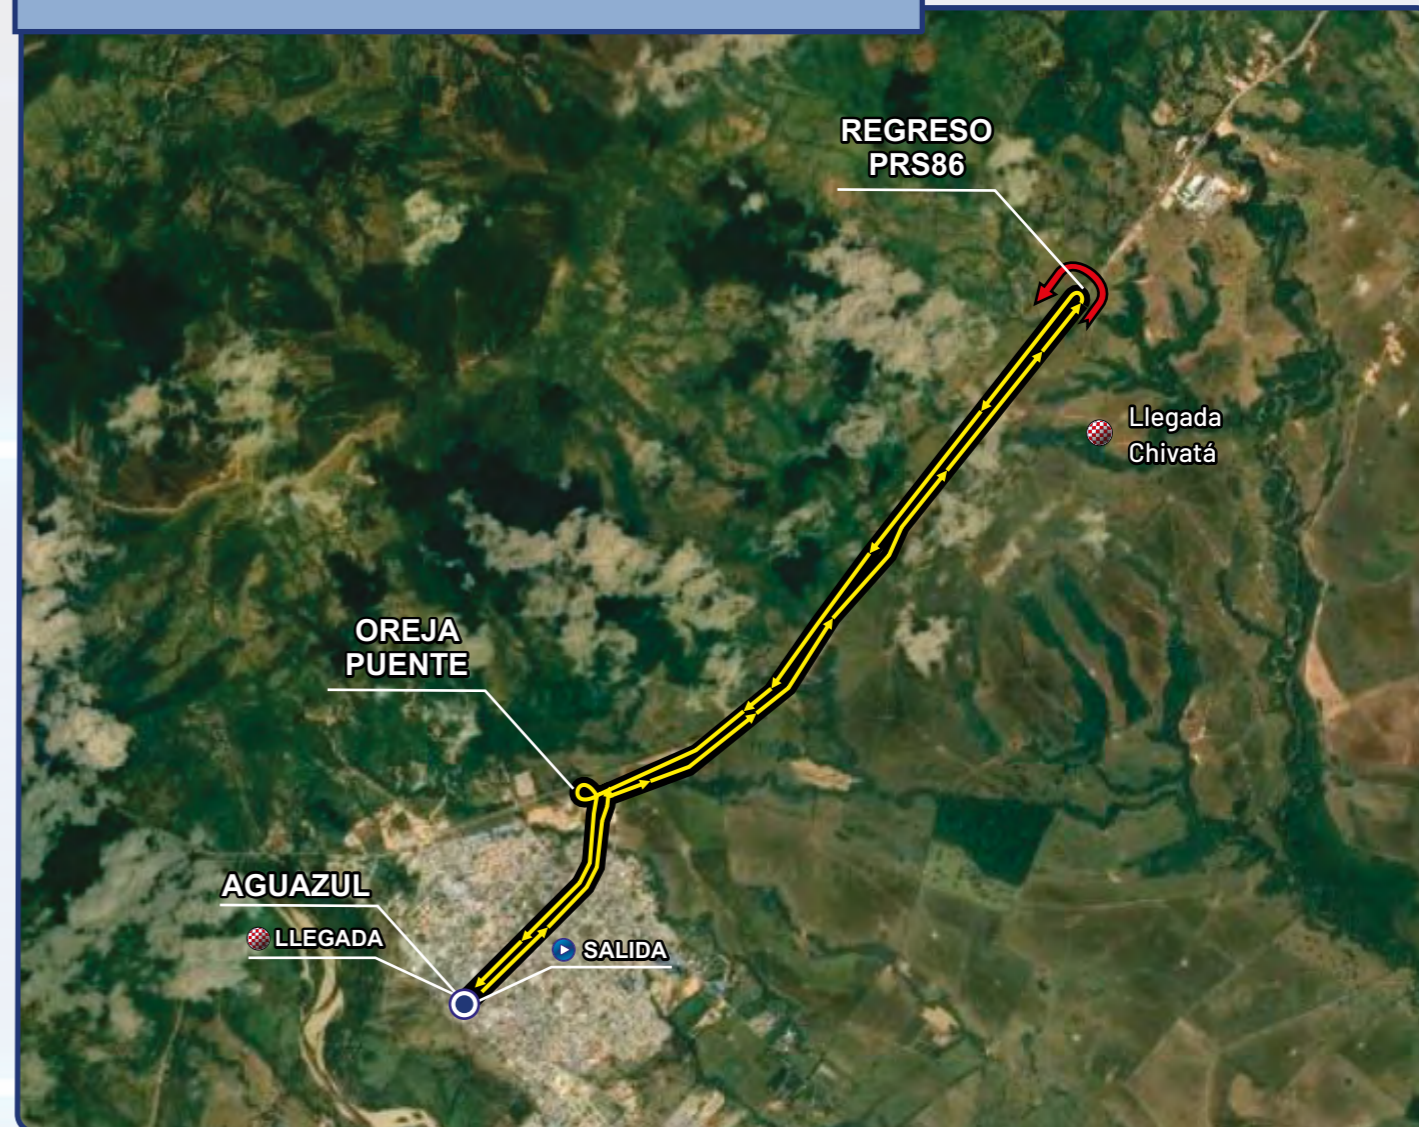 REGRESO
PRS86
Llegada
Chivatá
OREJA
PUENTE
AGUAZUL
LLEGADA
SALIDA